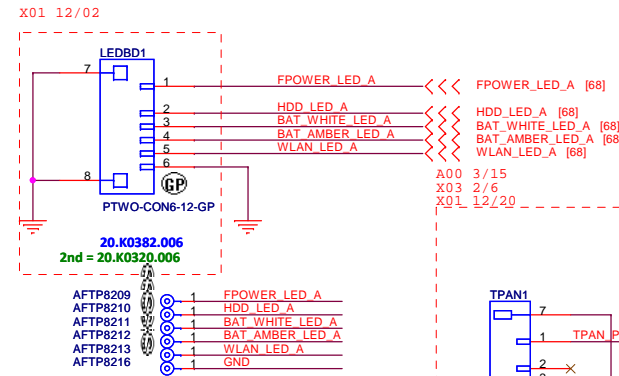 X01 12/02
LEDBD1
7
1 FPOWER_LED_A FPOWER_LED_A [68]
2 HDD_LED_A HDD_LED_A [68]
3 BAT_WHITE_LED_A BAT_WHITE_LED_A [68]
4 BAT_AMBER_LED_A BAT_AMBER_LED_A [68
5 WLAN_LED_A WLAN_LED_A [68]
6
8
GP
PTWO-CON6-12-GP
A00 3/15
X03 2/6
X01 12/20
20.K0382.006
2nd = 20.K0320.006
AFTP8209 1 FPOWER_LED_A
AFTP8210 1 HDD_LED_A
AFTP8211 1 BAT_WHITE_LED_A
AFTP8212 1 BAT_AMBER_LED_A
AFTP8213 1 WLAN_LED_A
AFTP8216 1 GND
TPAN1
7
1 TPAN_P
2